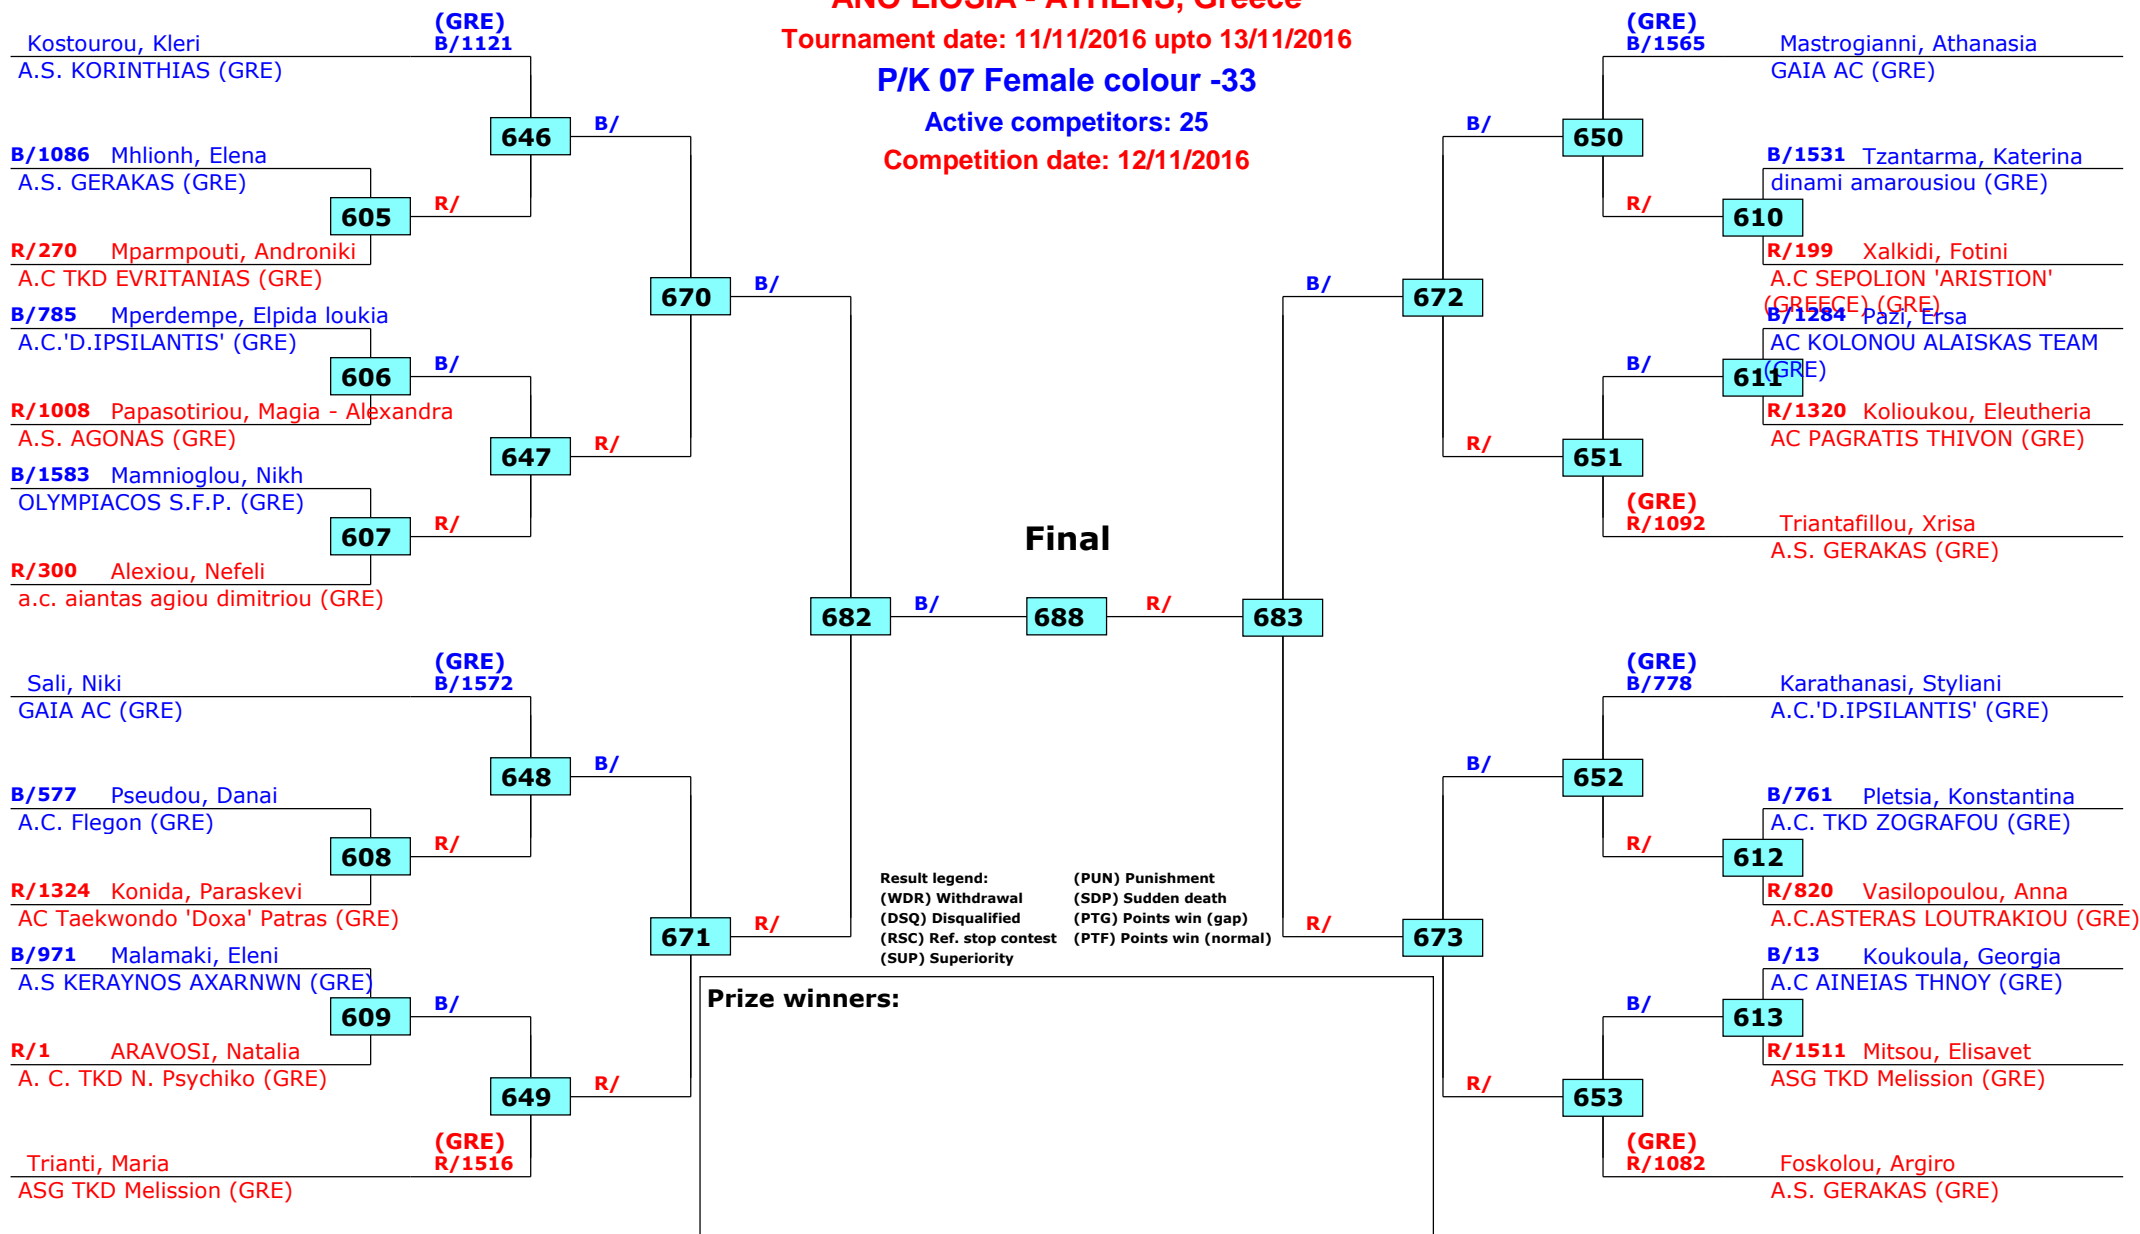 ANO LIOSIA - ATHENS, Greece
Tournament date: 11/11/2016 upto 13/11/2016
P/K 07 Female colour -33
Active competitors: 25
Competition date: 12/11/2016
(GRE)
Kostourou, Kleri B/1121
A.S. KORINTHIAS (GRE)
646
B/
B/1086 Mhlionh, Elena
A.S. GERAKAS (GRE)
605
R/
R/270 Mparmpouti, Androniki
A.C TKD EVRITANIAS (GRE)
670
B/
B/785 Mperdempe, Elpida loukia
A.C.'D.IPSILANTIS' (GRE)
606
B/
R/1008 Papasotiriou, Magia - Alexandra
A.S. AGONAS (GRE)
647
R/
B/1583 Mamnioglou, Nikh
OLYMPIACOS S.F.P. (GRE)
607
R/
R/300 Alexiou, Nefeli
a.c. aiantas agiou dimitriou (GRE)
Final
682
B/
688
R/
683
(GRE)
Sali, Niki B/1572
GAIA AC (GRE)
648
B/
B/577 Pseudou, Danai
A.C. Flegon (GRE)
608
R/
R/1324 Konida, Paraskevi
AC Taekwondo 'Doxa' Patras (GRE)
671
R/
B/971 Malamaki, Eleni
A.S KERAYNOS AXARNWN (GRE)
609
B/
R/1 ARAVOSI, Natalia
A. C. TKD N. Psychiko (GRE)
649
R/
(GRE)
Trianti, Maria R/1516
ASG TKD Melission (GRE)
(GRE)
B/1565 Mastrogianni, Athanasia
GAIA AC (GRE)
B/
650
B/1531 Tzantarma, Katerina
dinami amarousiou (GRE)
R/
610
R/199 Xalkidi, Fotini
A.C SEPOLION 'ARISTION'
(GREECE) (GRE)
B/
672
B/1284 Pazi, Ersa
AC KOLONOU ALAISKAS TEAM
(GRE)
B/
611
R/1320 Kolioukou, Eleutheria
AC PAGRATIS THIVON (GRE)
R/
651
(GRE)
R/1092 Triantafillou, Xrisa
A.S. GERAKAS (GRE)
(GRE)
B/778 Karathanasi, Styliani
A.C.'D.IPSILANTIS' (GRE)
B/
652
B/761 Pletsia, Konstantina
A.C. TKD ZOGRAFOU (GRE)
R/
612
R/820 Vasilopoulou, Anna
A.C.ASTERAS LOUTRAKIOU (GRE)
R/
673
B/13 Koukoula, Georgia
A.C AINEIAS THNOY (GRE)
B/
613
R/1511 Mitsou, Elisavet
ASG TKD Melission (GRE)
R/
653
(GRE)
R/1082 Foskolou, Argiro
A.S. GERAKAS (GRE)
Result legend: (PUN) Punishment
(WDR) Withdrawal (SDP) Sudden death
(DSQ) Disqualified (PTG) Points win (gap)
(RSC) Ref. stop contest (PTF) Points win (normal)
(SUP) Superiority
Prize winners: